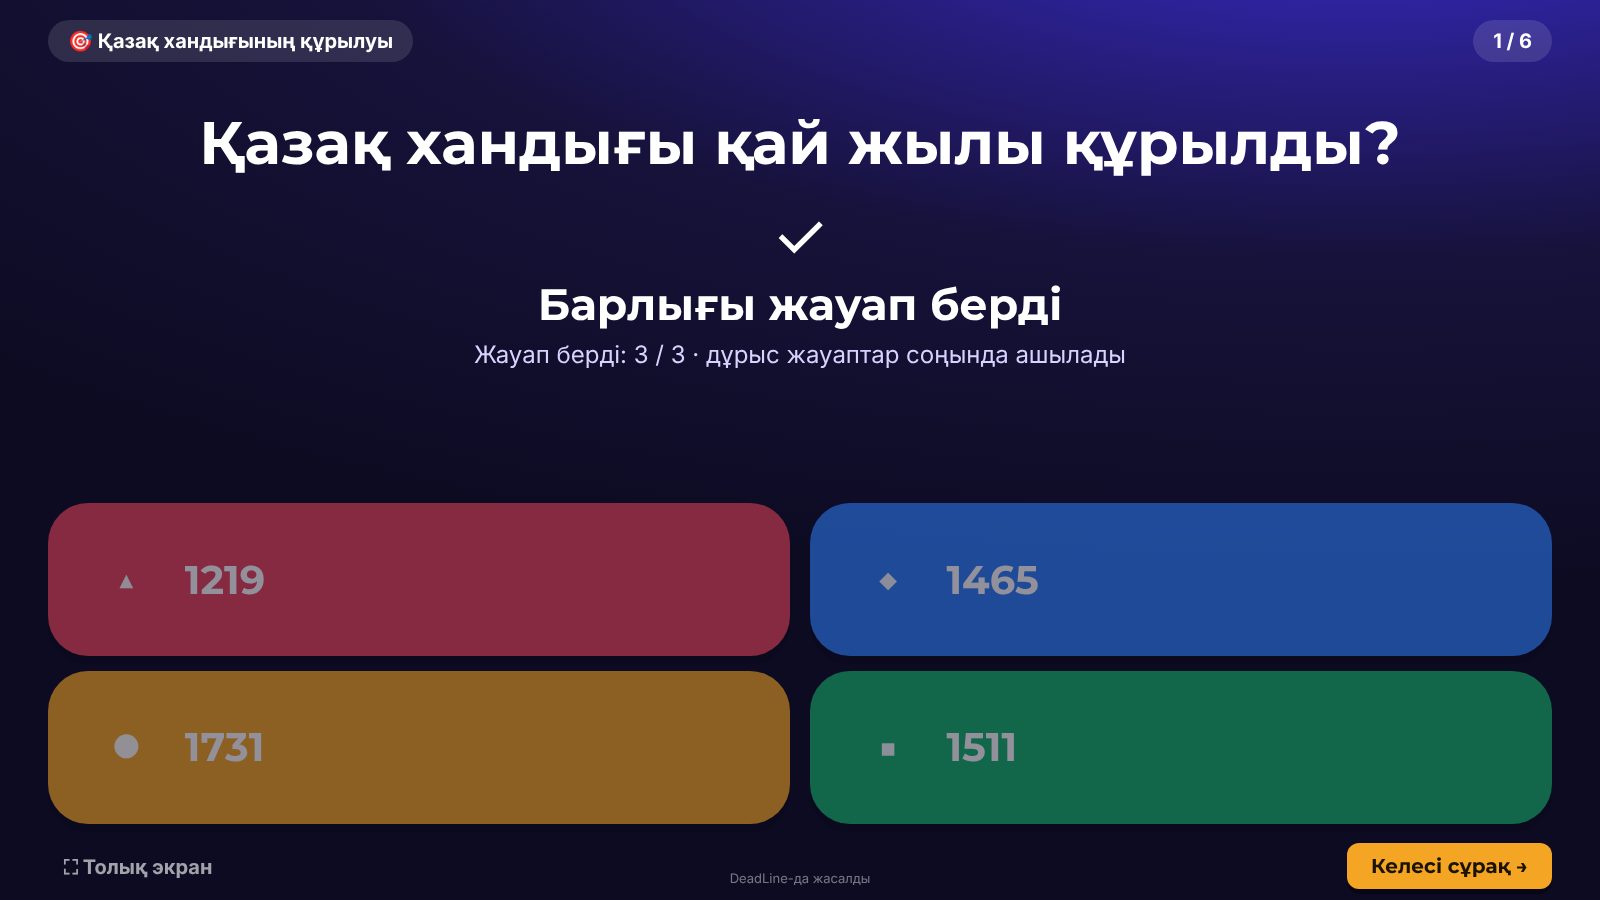 🎯 Қазақ хандығының құрылуы
1 / 6
Қазақ хандығы қай жылы құрылды?
Барлығы жауап берді
Жауап берді: 3 / 3 · дұрыс жауаптар соңында ашылады
▲ 1219
◆ 1465
● 1731
■ 1511
Толық экран
DeadLine-да жасалды
Келесі сұрақ →